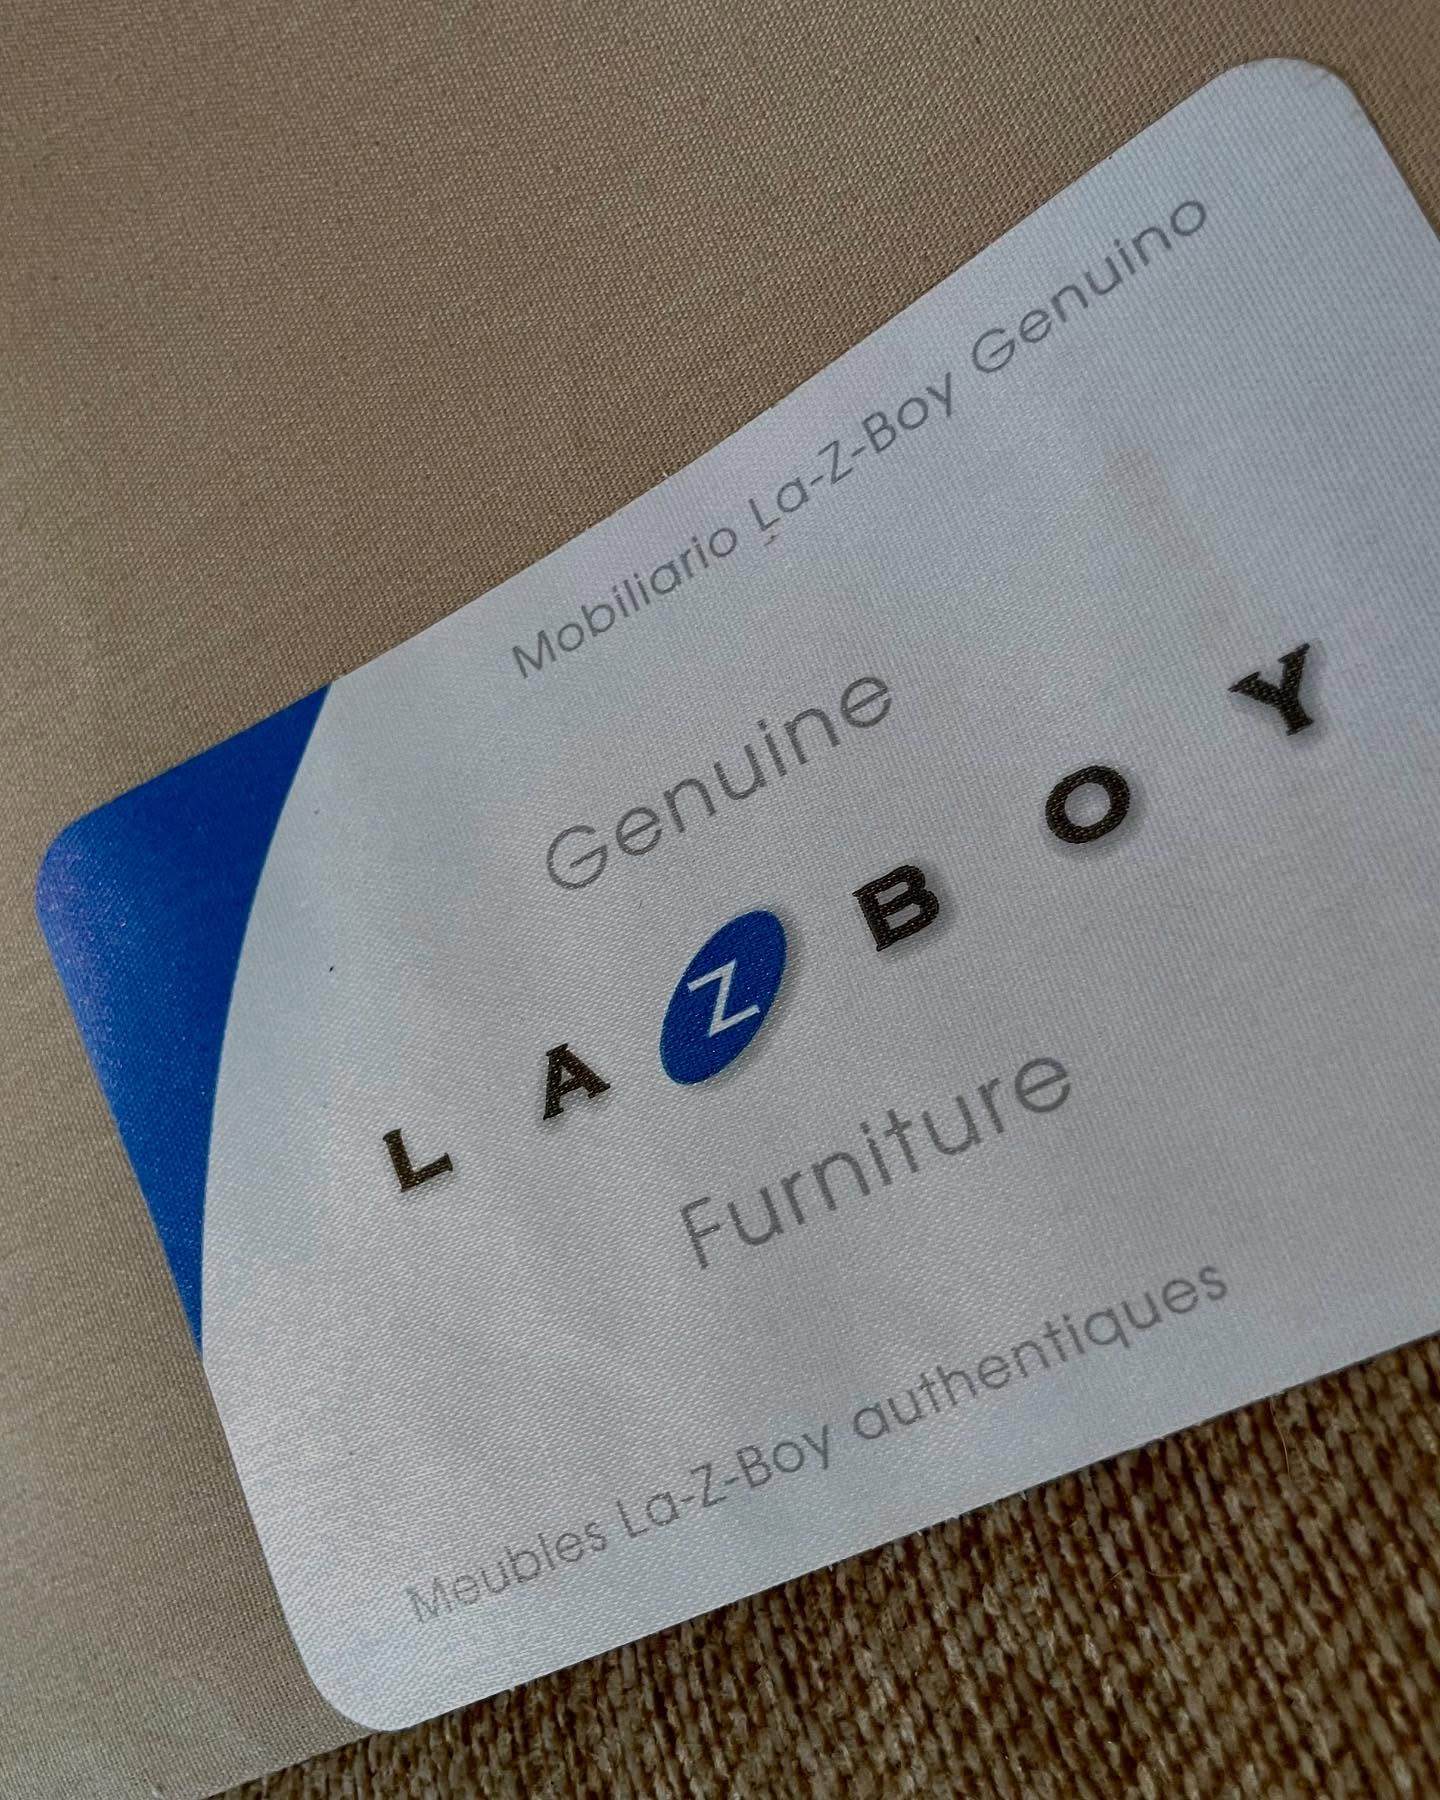 Mobiliario La-Z-Boy Genuino
Genuine
LAZBOY
Furniture
Meubles La-Z-Boy authentiques